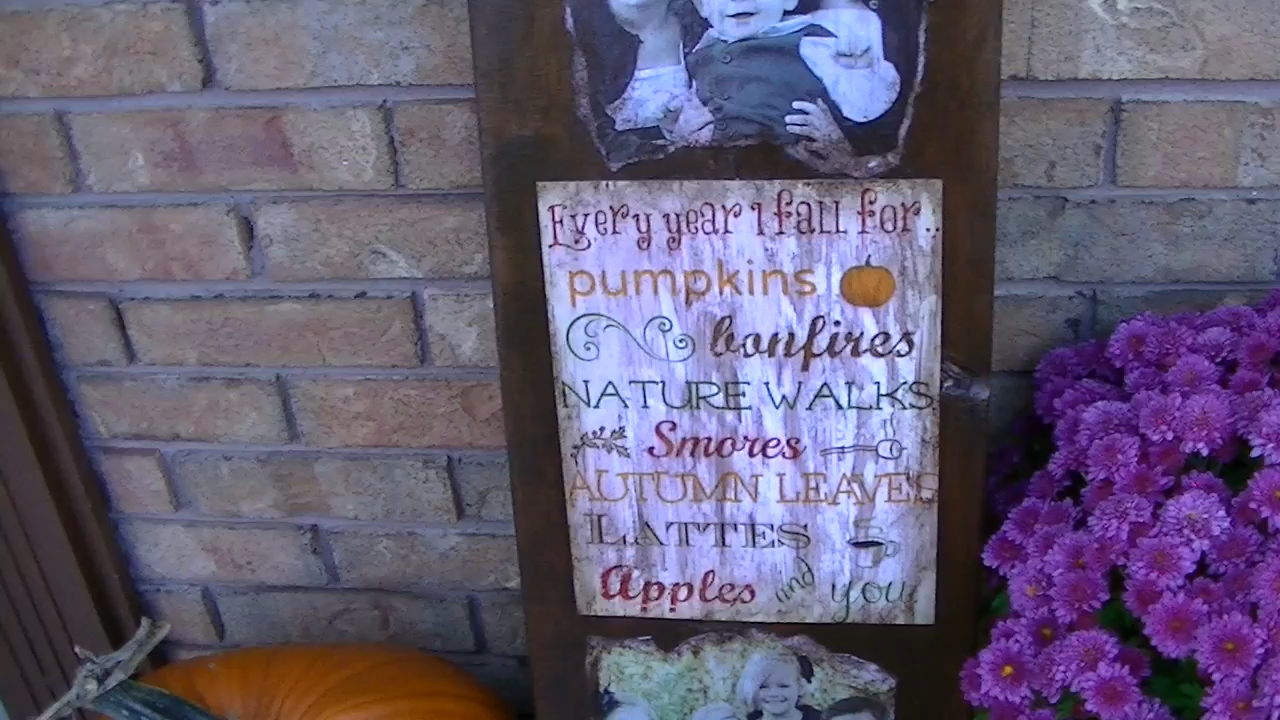 Every year I fall for..
pumpkins
bonfires
NATURE WALKS
Smores
AUTUMN LEAVES
LATTES
Apples and you